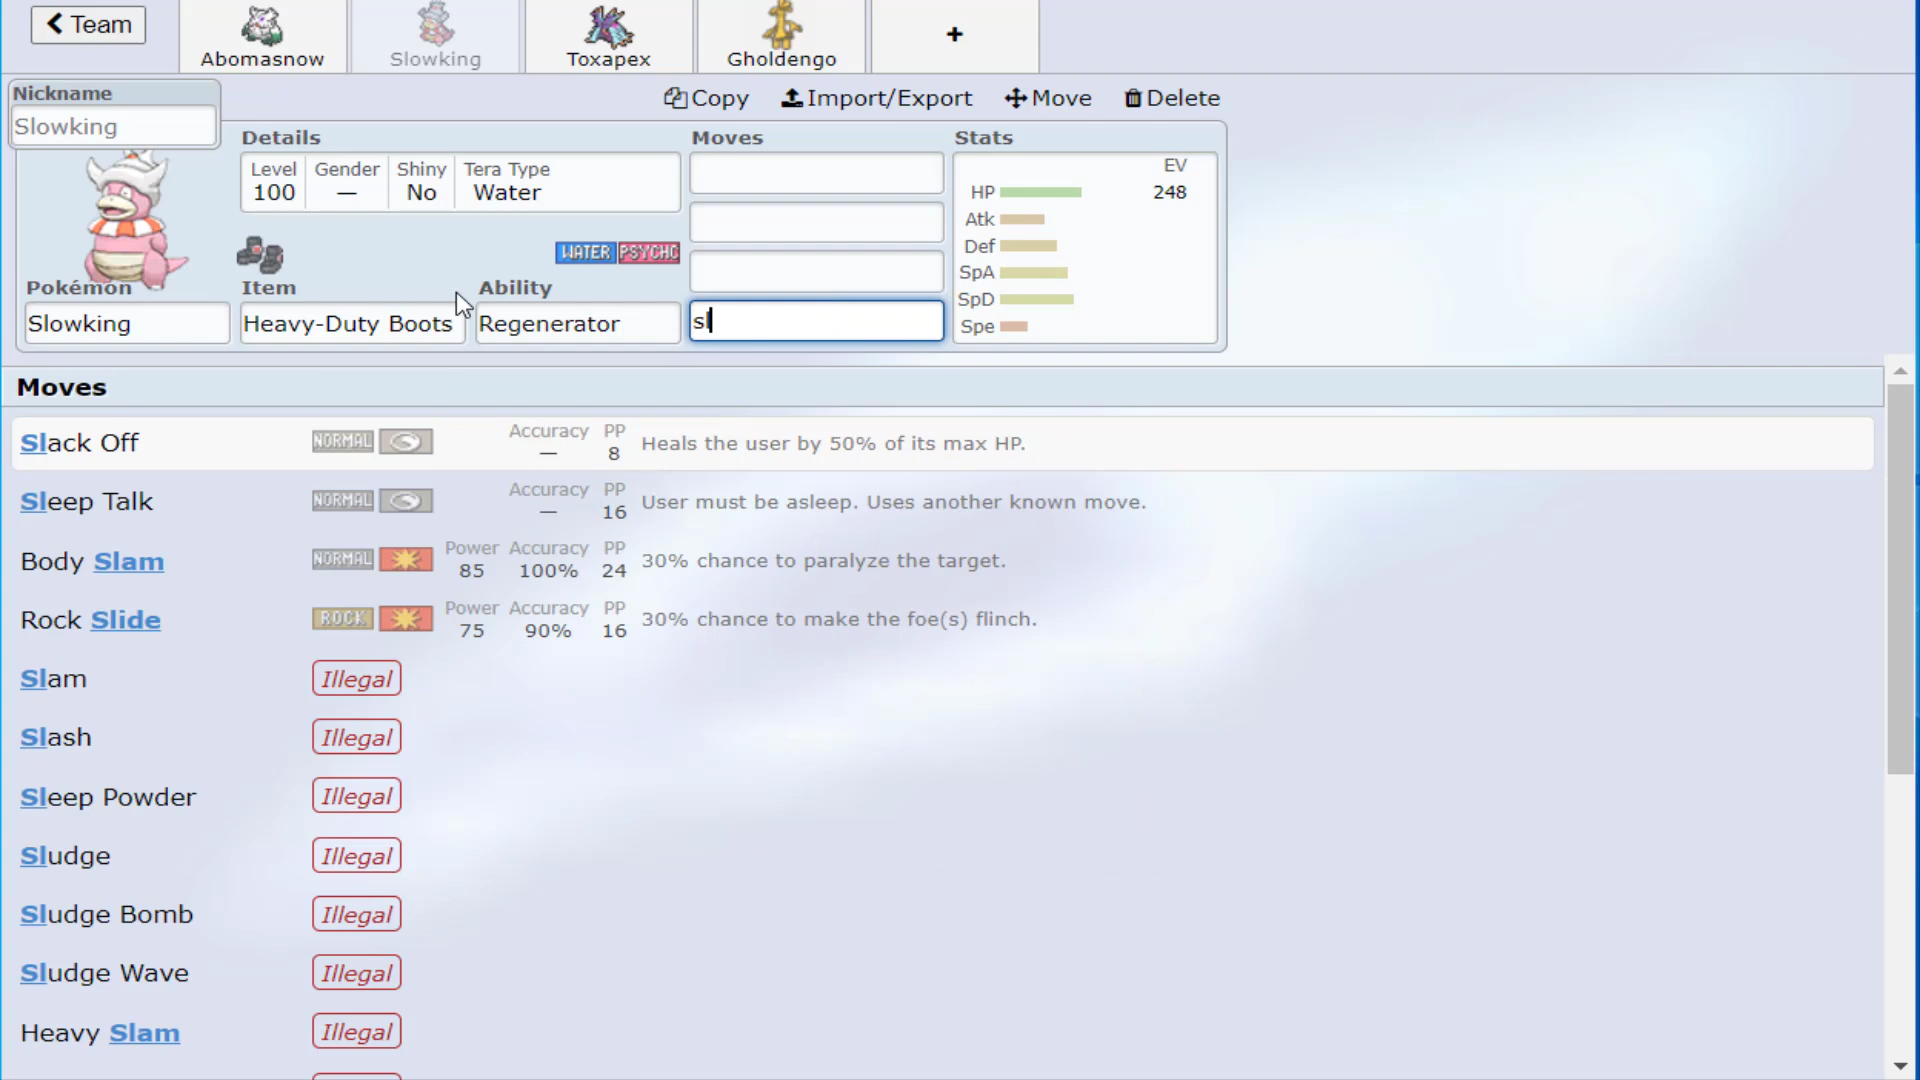 Team
Abomasnow
Slowking
Toxapex
Gholdengo
+
Nickname
Slowking
Copy
Import/Export
Move
Delete
Details
Level Gender Shiny Tera Type
100 — No Water
WATER PSYCHC
Pokémon Item Ability
Slowking Heavy-Duty Boots Regenerator
Moves
sl
Stats
EV
HP 248
Atk
Def
SpA
SpD
Spe
Moves
Slack Off NORMAL Accuracy — PP 8 Heals the user by 50% of its max HP.
Sleep Talk NORMAL Accuracy — PP 16 User must be asleep. Uses another known move.
Body Slam NORMAL Power 85 Accuracy 100% PP 24 30% chance to paralyze the target.
Rock Slide ROCK Power 75 Accuracy 90% PP 16 30% chance to make the foe(s) flinch.
Slam Illegal
Slash Illegal
Sleep Powder Illegal
Sludge Illegal
Sludge Bomb Illegal
Sludge Wave Illegal
Heavy Slam Illegal